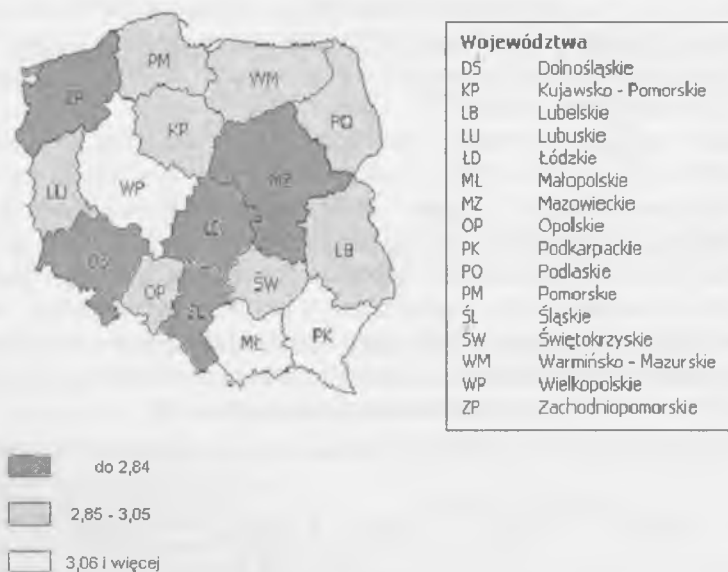 PM
WM
ZP
KP
PO
MZ
LU
WP
ŁD
DS
LB
OP
ŚW
ŚL
MŁ
PK
Województwa
DS Dolnośląskie
KP Kujawsko - Pomorskie
LB Lubelskie
LU Lubuskie
ŁD Łódzkie
MŁ Małopolskie
MZ Mazowieckie
OP Opolskie
PK Podkarpackie
PO Podlaskie
PM Pomorskie
ŚL Śląskie
ŚW Świętokrzyskie
WM Warmińsko - Mazurskie
WP Wielkopolskie
ZP Zachodniopomorskie
do 2,84
2,85 - 3,05
3,06 i więcej